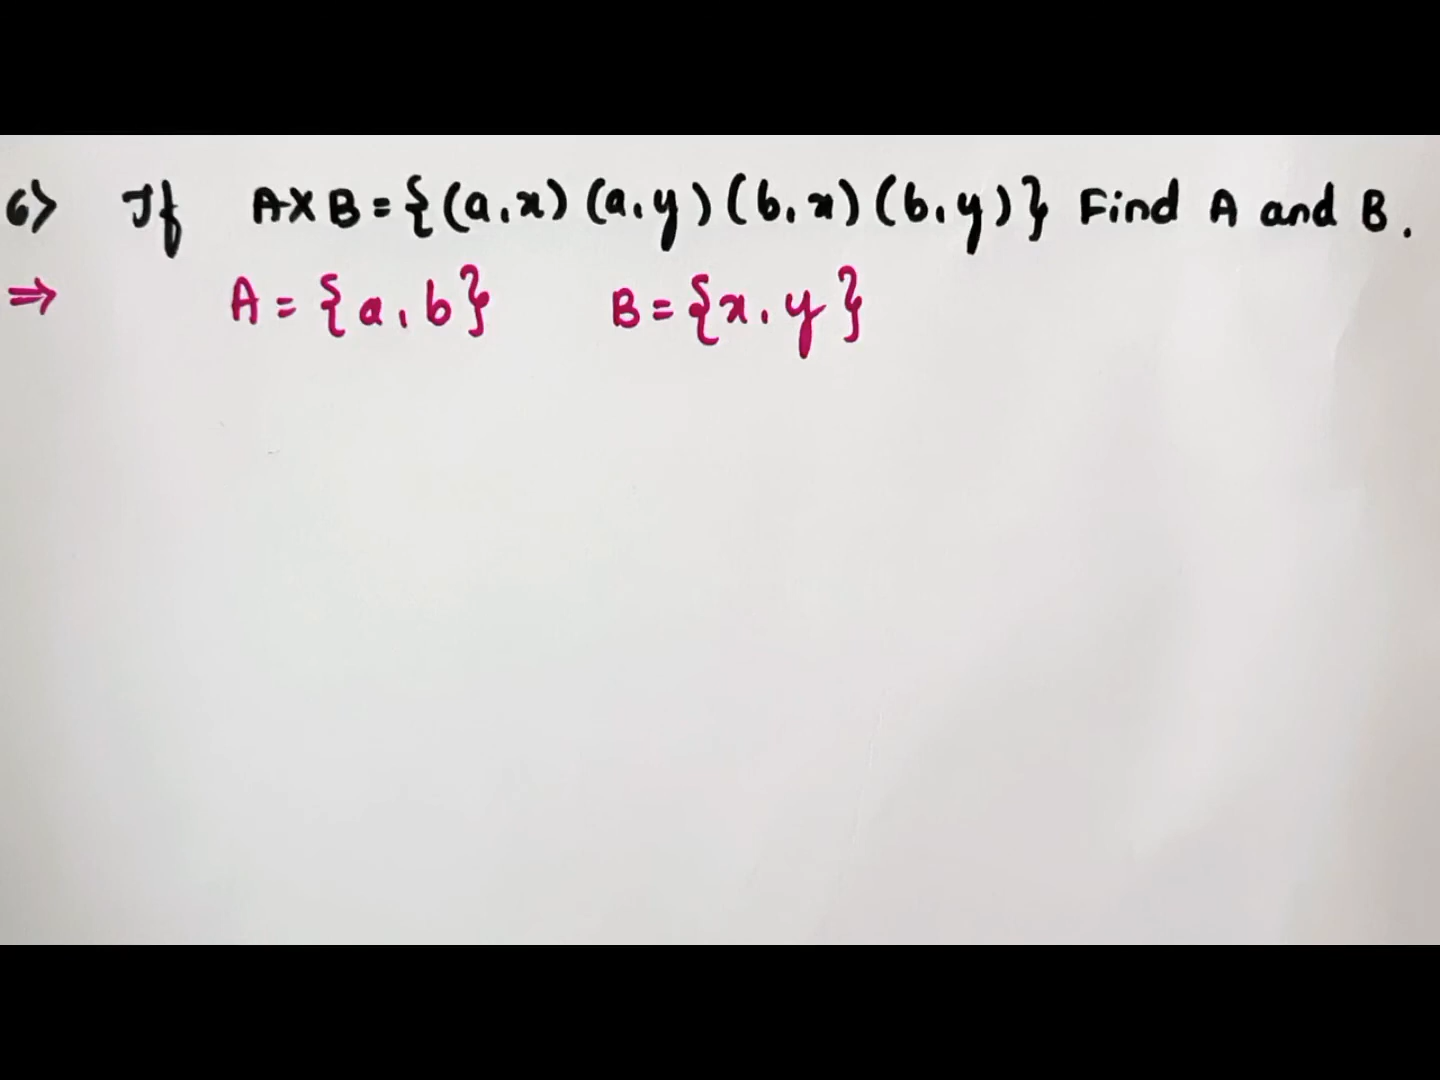 6> If A×B={(a,x) (a,y) (b,x) (b,y)} Find A and B.
⇒ A = {a, b} B = {x, y}